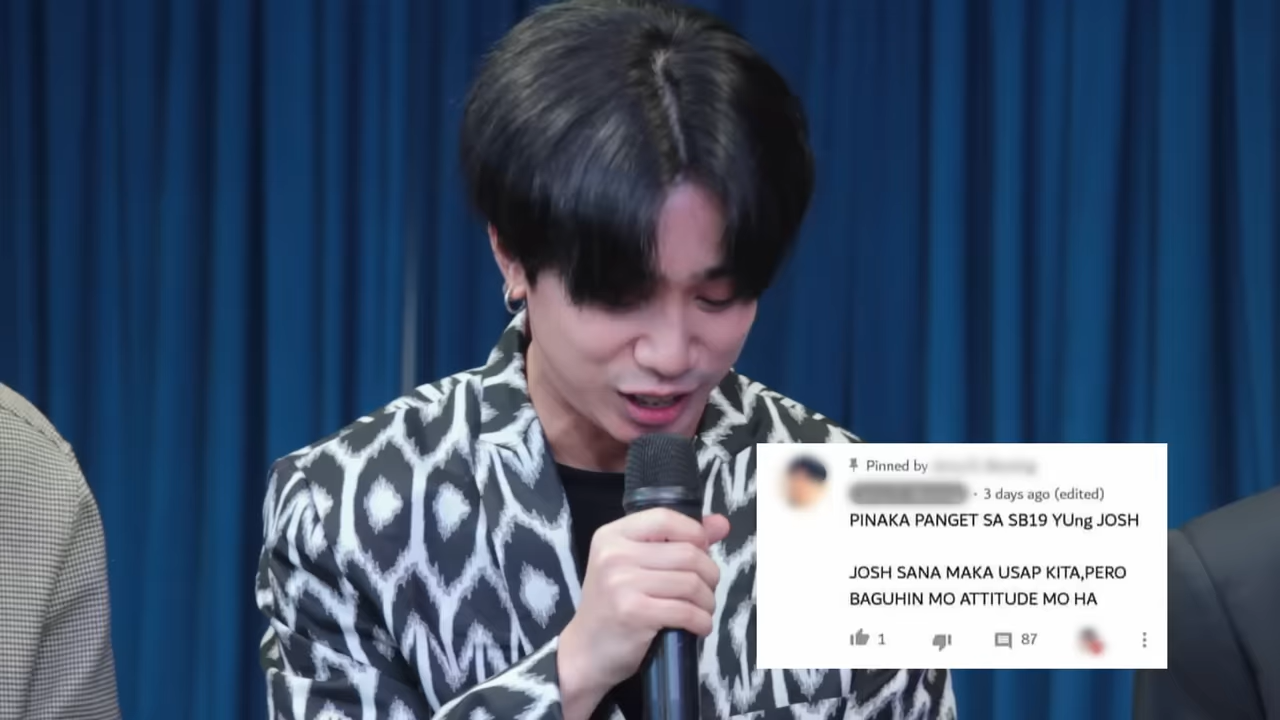 Pinned by
· 3 days ago (edited)
PINAKA PANGET SA SB19 YUng JOSH
JOSH SANA MAKA USAP KITA,PERO
BAGUHIN MO ATTITUDE MO HA
1
87